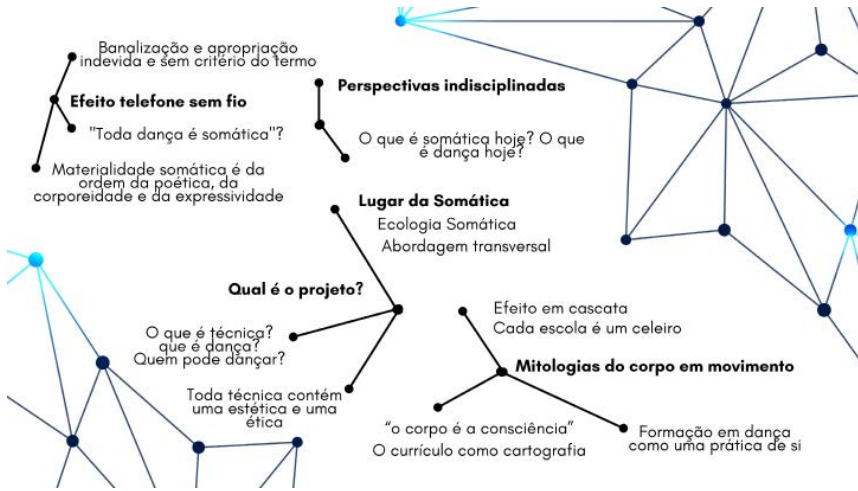 Banalização e apropriação
indevida e sem critério do termo
Efeito telefone sem fio
"Toda dança é somática"?
Materialidade somática é da
ordem da poética, da
corporeidade e da expressividade
Perspectivas indisciplinadas
O que é somática hoje? O que
é dança hoje?
Lugar da Somática
Ecologia Somática
Abordagem transversal
Qual é o projeto?
O que é técnica?
que é dança?
Quem pode dançar?
Toda técnica contém
uma estética e uma
ética
Efeito em cascata
Cada escola é um celeiro
Mitologias do corpo em movimento
“o corpo é a consciência”
O currículo como cartografia
Formação em dança
como uma prática de si